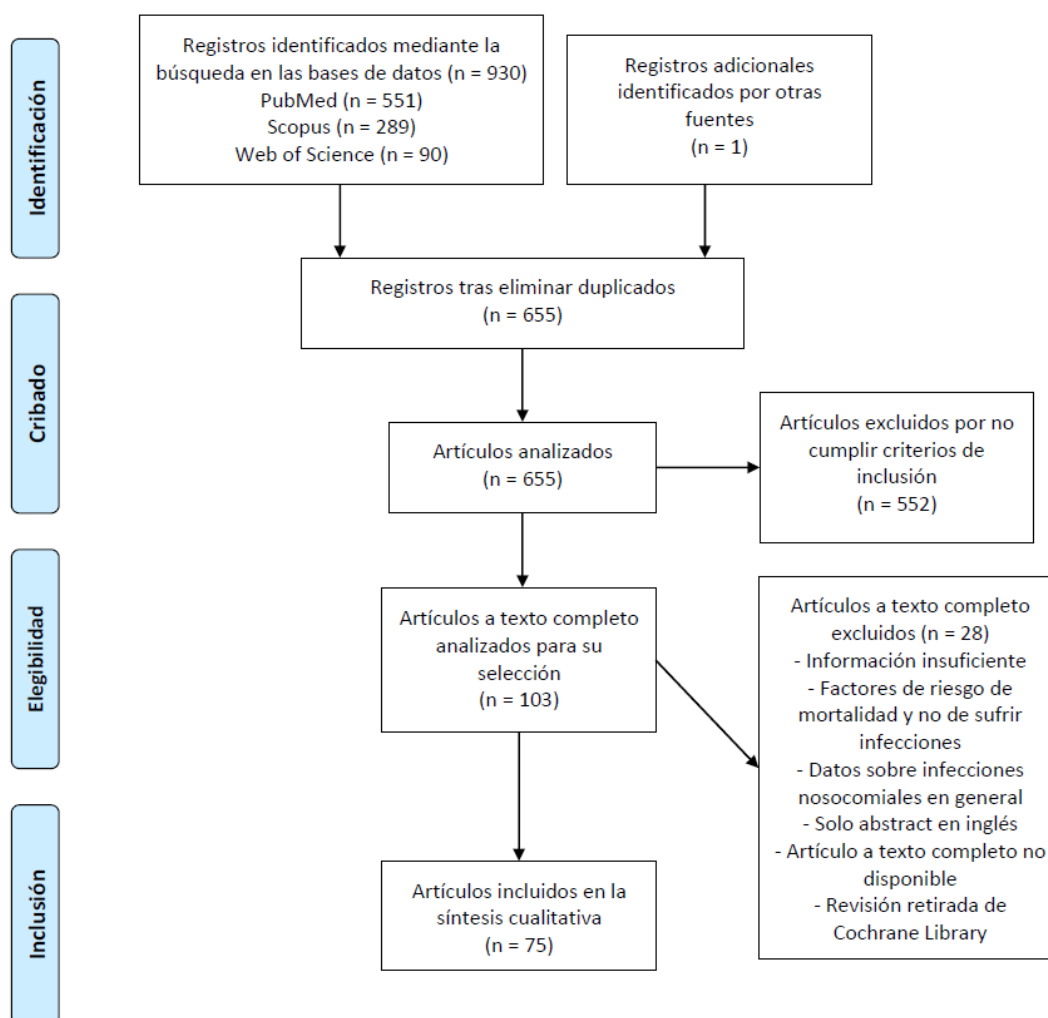 Identificación
Registros identificados mediante la
búsqueda en las bases de datos (n = 930)
PubMed (n = 551)
Scopus (n = 289)
Web of Science (n = 90)
Registros adicionales
identificados por otras
fuentes
(n = 1)
Cribado
Registros tras eliminar duplicados
(n = 655)
Artículos analizados
(n = 655)
Artículos excluidos por no
cumplir criterios de
inclusión
(n = 552)
Elegibilidad
Artículos a texto completo
analizados para su
selección
(n = 103)
Artículos a texto completo
excluidos (n = 28)
- Información insuficiente
- Factores de riesgo de
mortalidad y no de sufrir
infecciones
- Datos sobre infecciones
nosocomiales en general
- Solo abstract en inglés
- Artículo a texto completo no
disponible
- Revisión retirada de
Cochrane Library
Inclusión
Artículos incluidos en la
síntesis cualitativa
(n = 75)